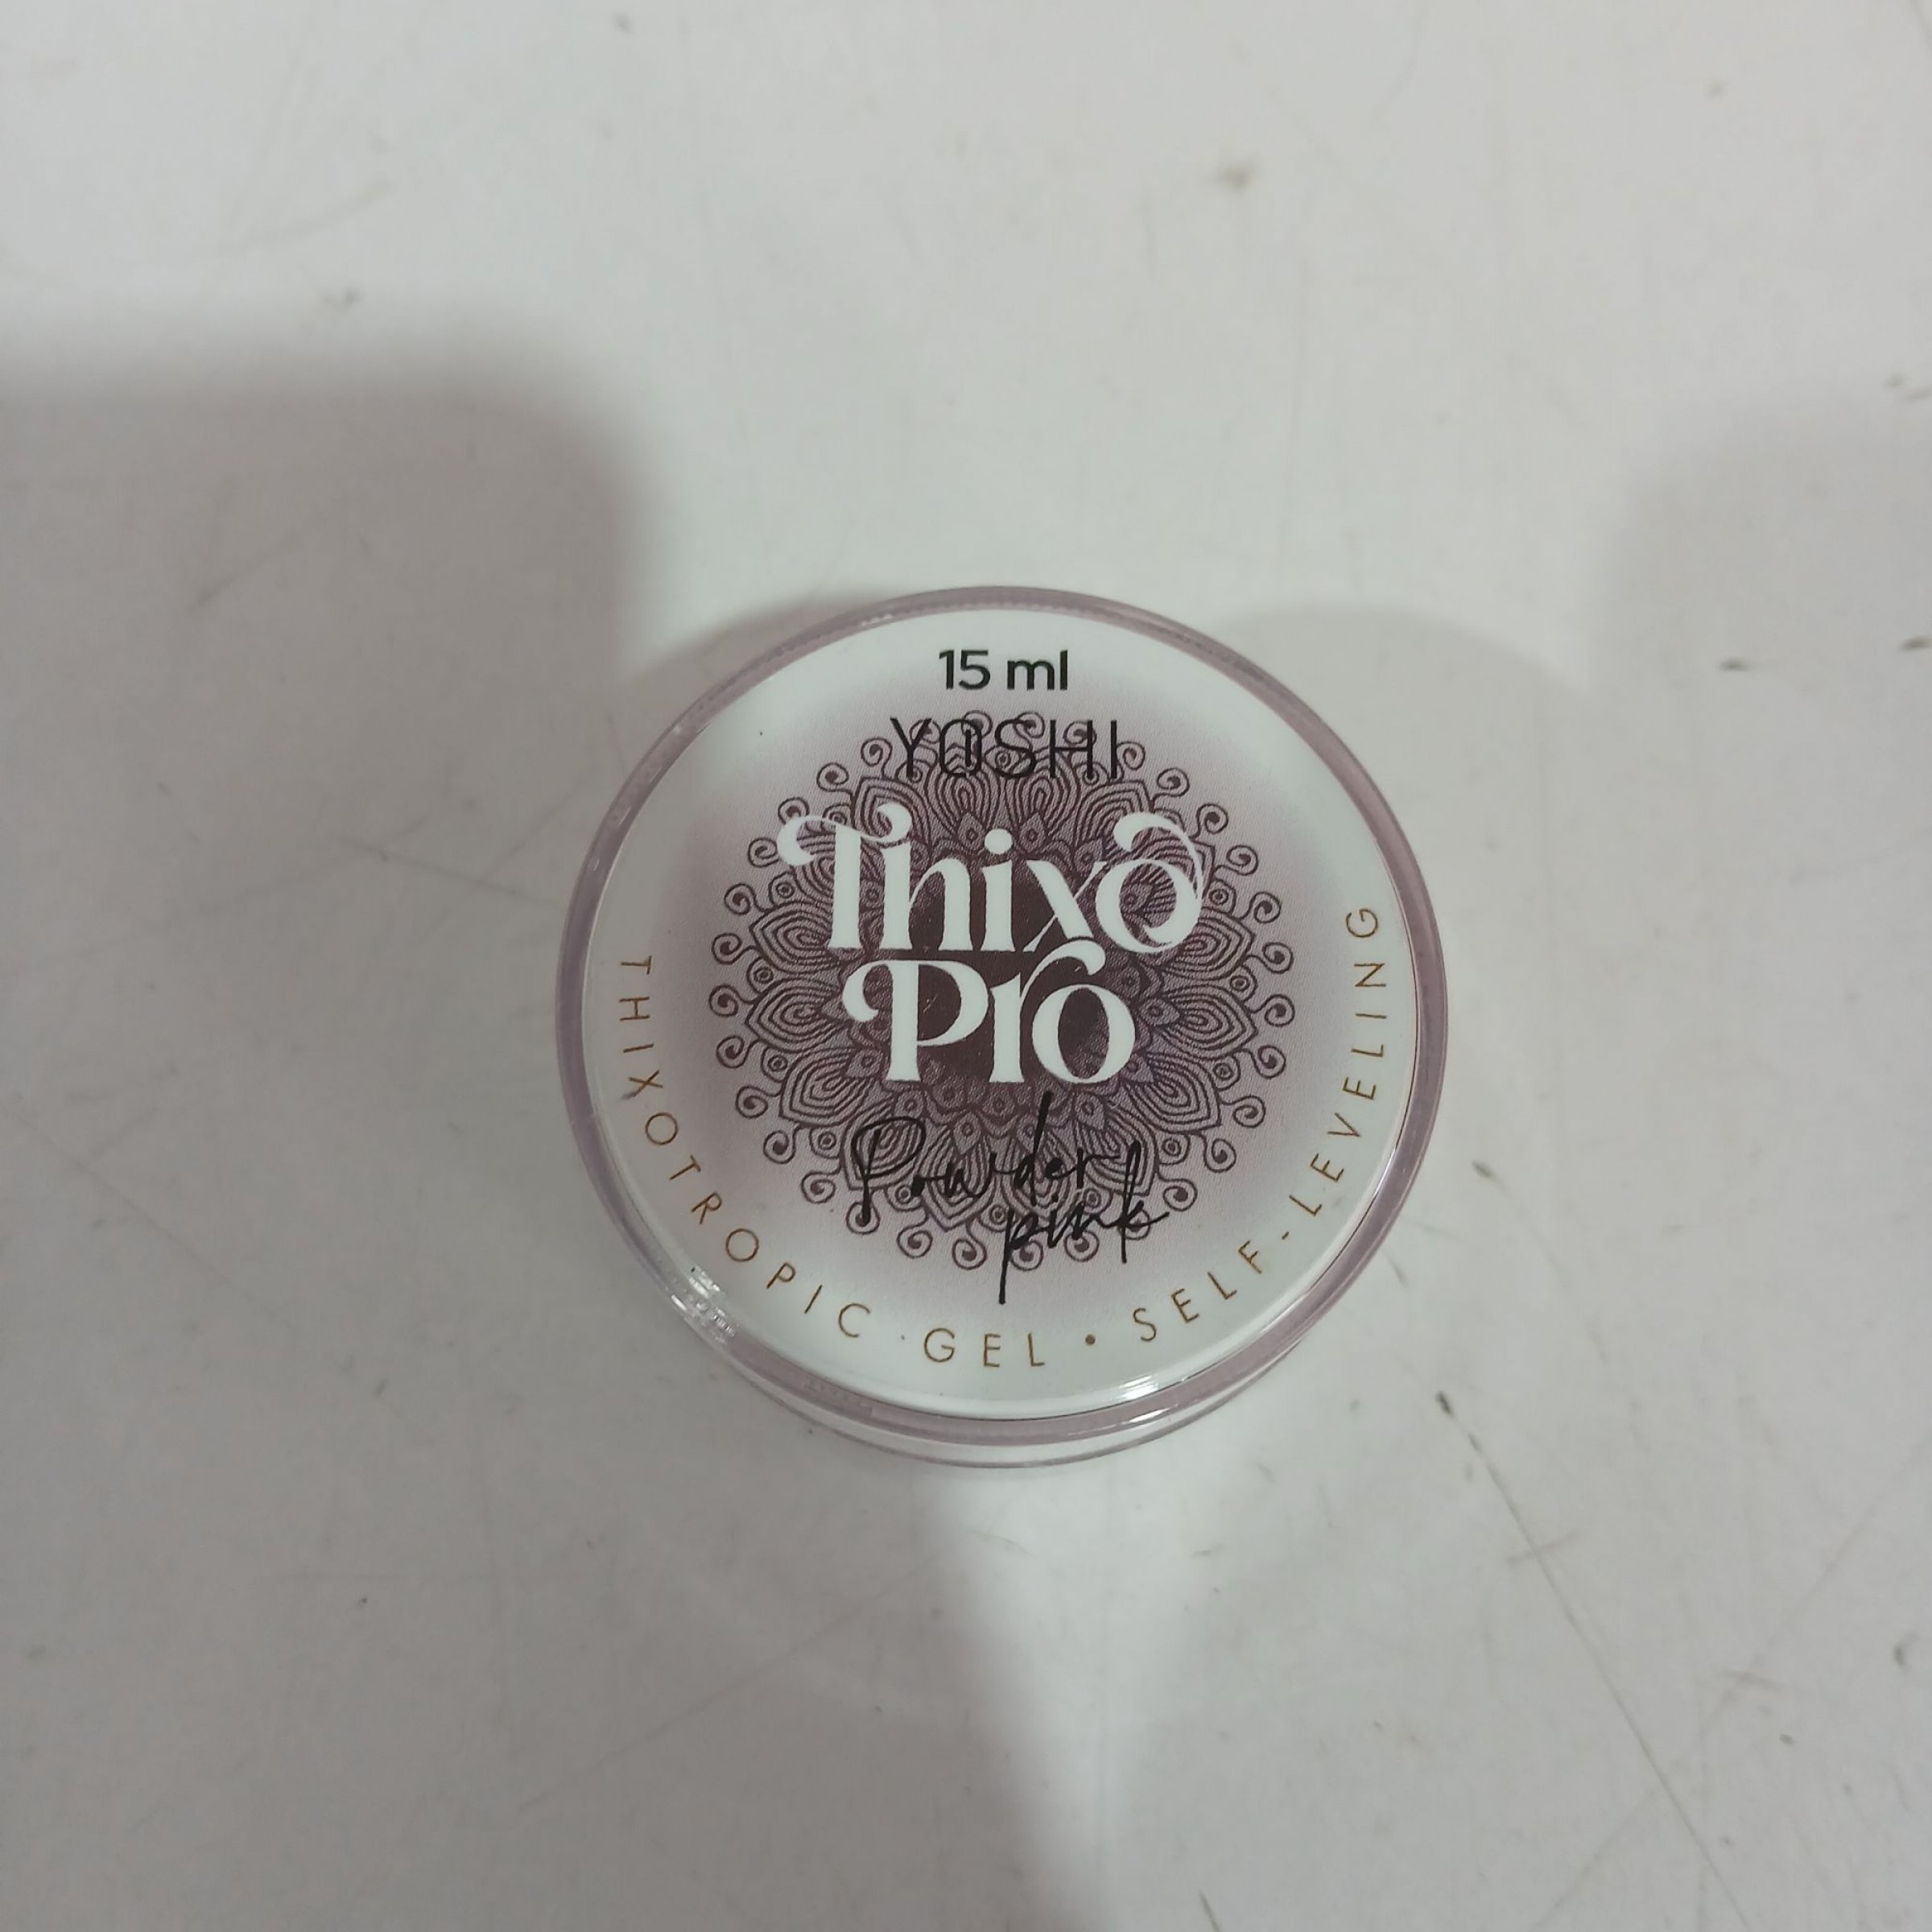 15 ml
YOSHI
Thixo
Pro
Powder
pink
THIXOTROPIC GEL • SELF-LEVELING